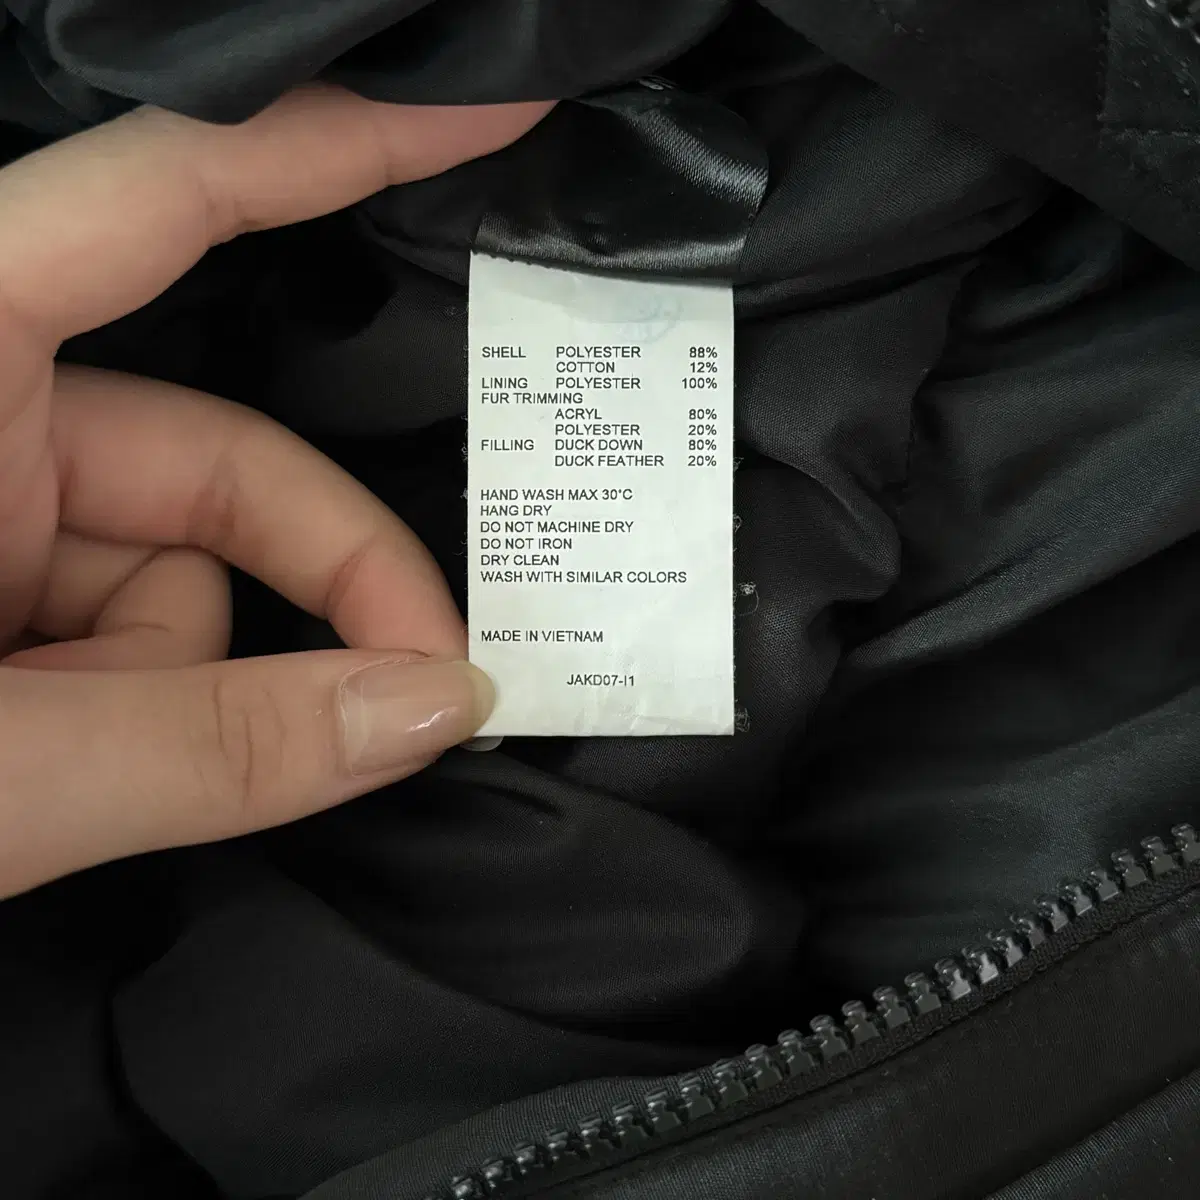 SHELL POLYESTER 88%
COTTON 12%
LINING POLYESTER 100%
FUR TRIMMING
ACRYL 80%
POLYESTER 20%
FILLING DUCK DOWN 80%
DUCK FEATHER 20%
HAND WASH MAX 30°C
HANG DRY
DO NOT MACHINE DRY
DO NOT IRON
DRY CLEAN
WASH WITH SIMILAR COLORS
MADE IN VIETNAM
JAKD07-I1